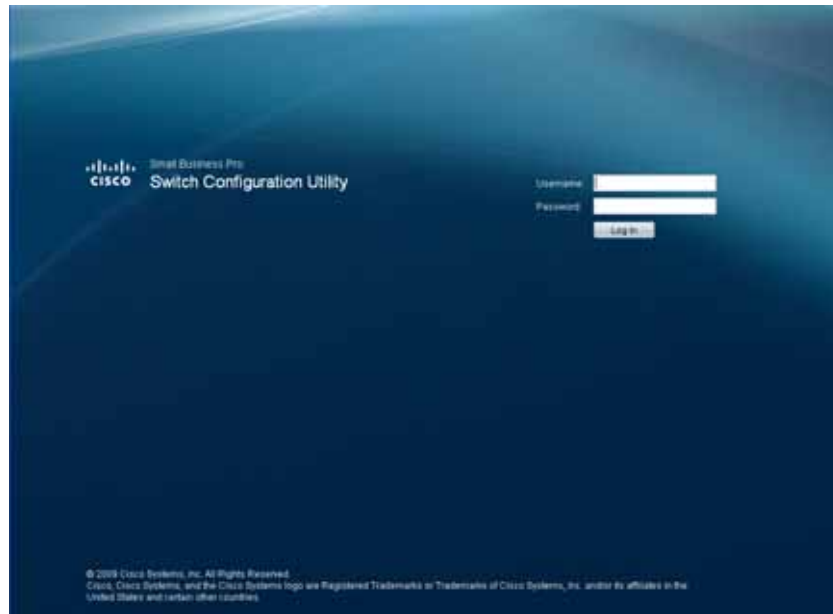 Small Business Pro
CISCO Switch Configuration Utility
Username:
Password:
Log In
© 2009 Cisco Systems, Inc. All Rights Reserved.
Cisco, Cisco Systems, and the Cisco Systems logo are Registered Trademarks or Trademarks of Cisco Systems, Inc. and/or its affiliates in the
United States and certain other countries.